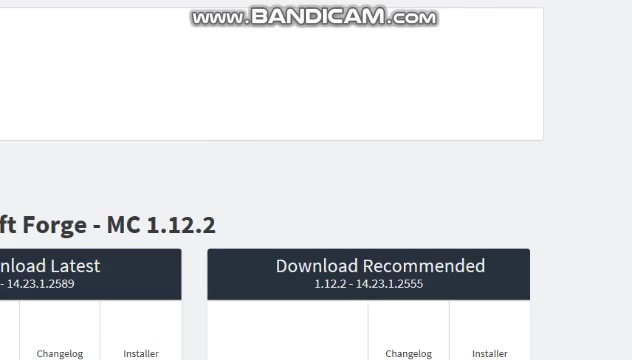 www.BANDICAM.com
ft Forge - MC 1.12.2
nload Latest
- 14.23.1.2589
Download Recommended
1.12.2 - 14.23.1.2555
Changelog
Installer
Changelog
Installer